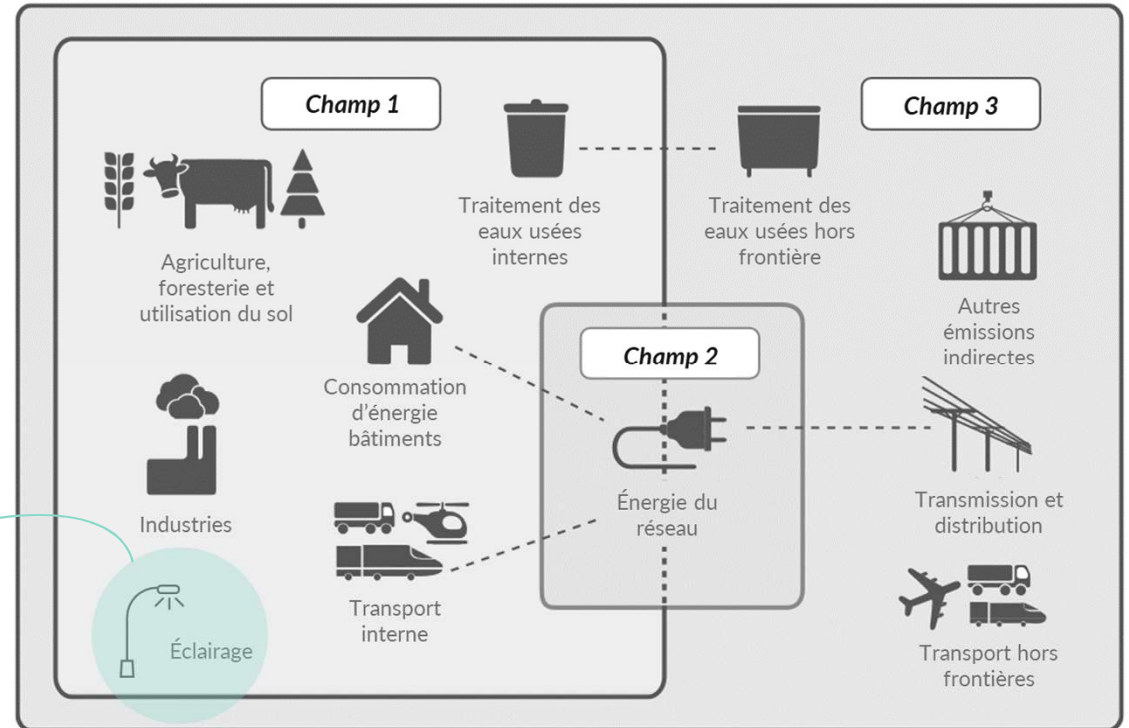 Champ 1
Champ 3
Traitement des
eaux usées
internes
Traitement des
eaux usées hors
frontière
Agriculture,
foresterie et
utilisation du sol
Autres
émissions
indirectes
Champ 2
Consommation
d'énergie
bâtiments
Énergie du
réseau
Transmission et
distribution
Industries
Transport
interne
Éclairage
Transport hors
frontières